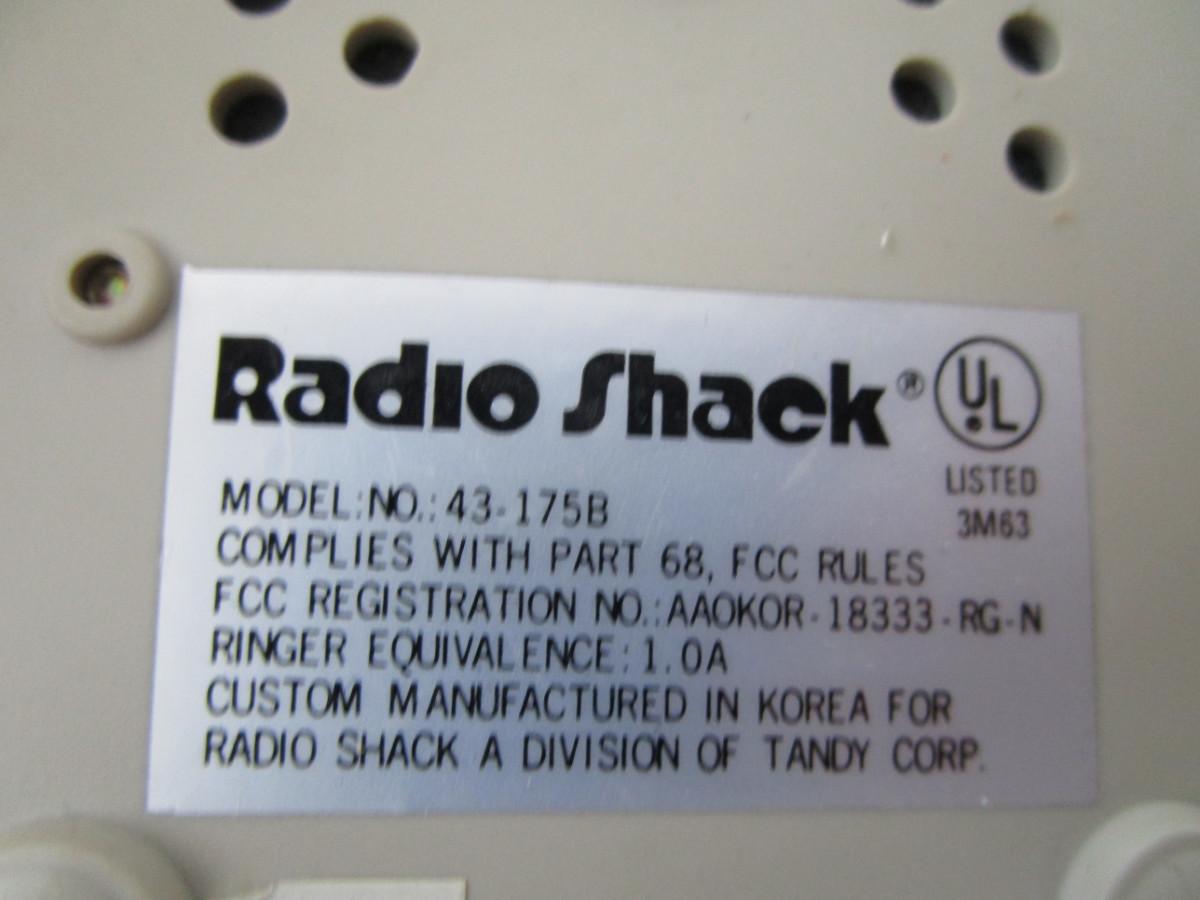 Radio Shack®
UL
LISTED
3M63
MODEL:NO.: 43-175B
COMPLIES WITH PART 68, FCC RULES
FCC REGISTRATION NO.: AAOKOR-18333-RG-N
RINGER EQUIVALENCE: 1.0A
CUSTOM MANUFACTURED IN KOREA FOR
RADIO SHACK A DIVISION OF TANDY CORP.